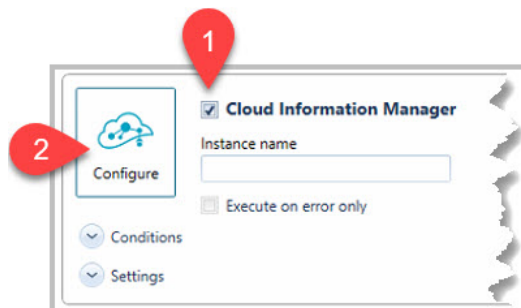 1
Cloud Information Manager
2
Instance name
Configure
Execute on error only
Conditions
Settings